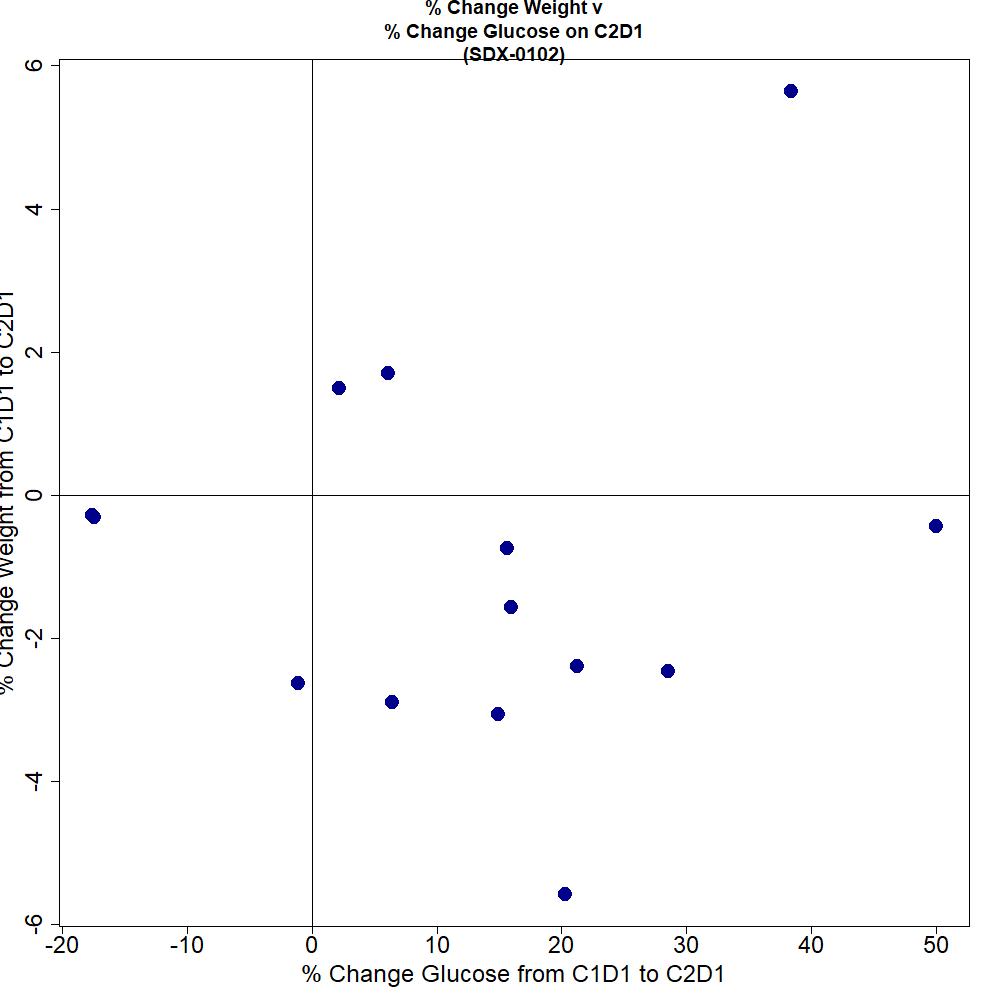 % Change Weight v
% Change Glucose on C2D1
(SDX-0102)
% Change Weight from C1D1 to C2D1
6
4
2
0
-2
-4
-6
-20 -10 0 10 20 30 40 50
% Change Glucose from C1D1 to C2D1